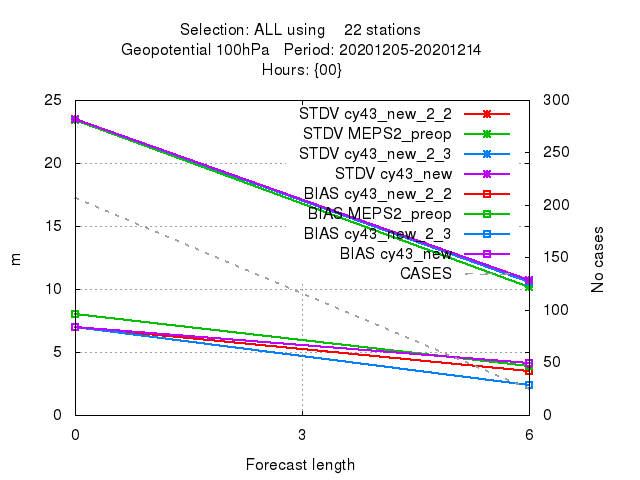 Selection: ALL using    22 stations
Geopotential 100hPa   Period: 20201205-20201214
Hours: {00}
25
20
15
10
5
0
m
300
250
200
150
100
50
0
No cases
STDV cy43_new_2_2
STDV MEPS2_preop
STDV cy43_new_2_3
STDV cy43_new
BIAS cy43_new_2_2
BIAS MEPS2_preop
BIAS cy43_new_2_3
BIAS cy43_new
CASES
0 3 6
Forecast length